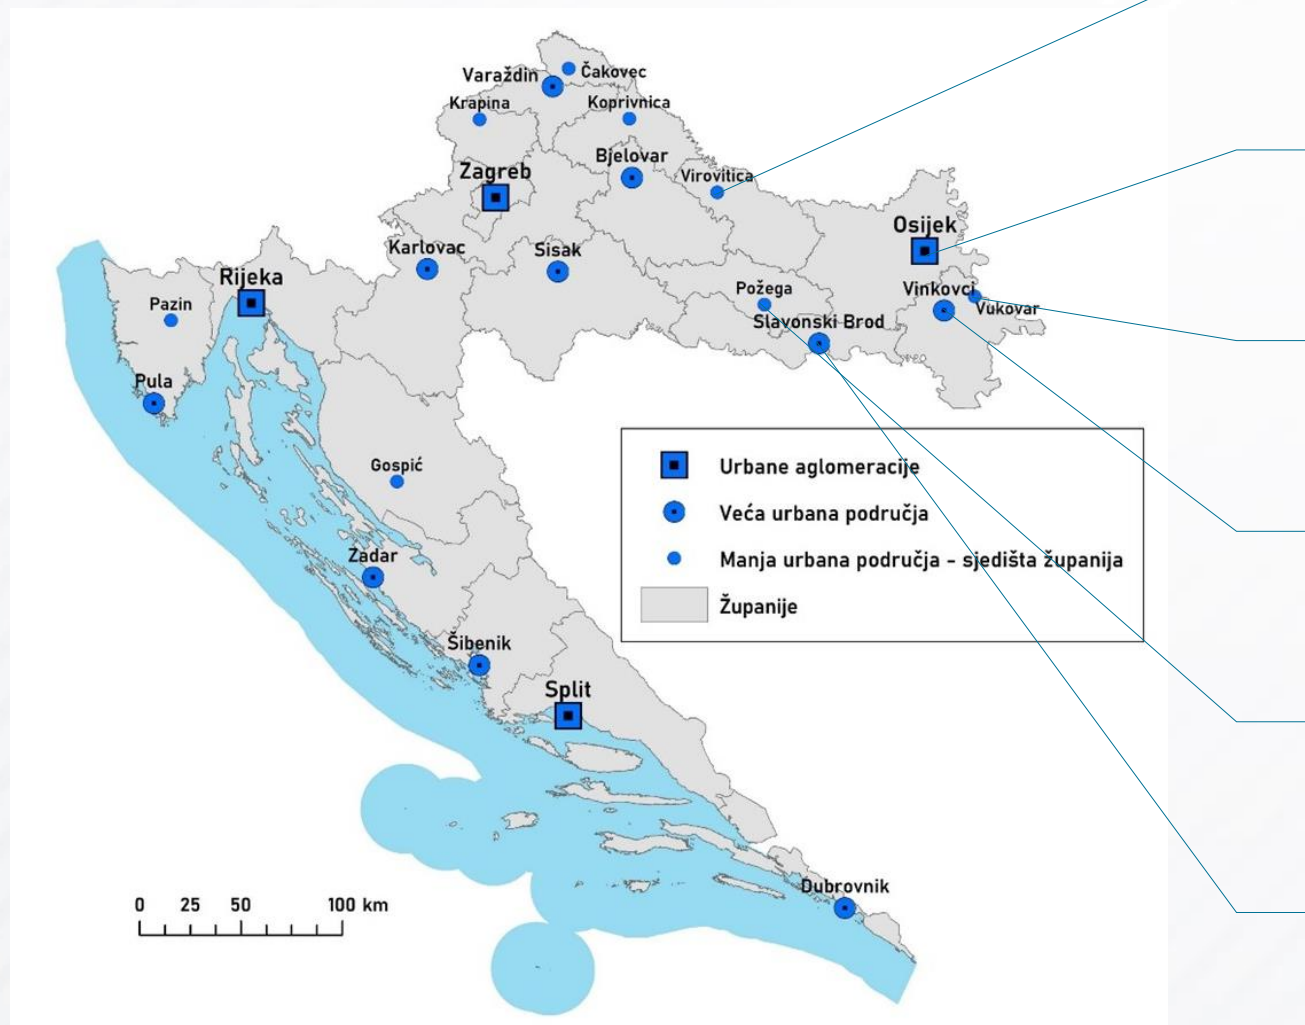 Varaždin
Čakovec
Krapina
Koprivnica
Bjelovar
Zagreb
Virovitica
Osijek
Karlovac
Sisak
Rijeka
Pazin
Požega
Vinkovci
Vukovar
Slavonski Brod
Pula
Gospić
Urbane aglomeracije
Veća urbana područja
Manja urbana područja - sjedišta županija
Županije
Zadar
Šibenik
Split
Dubrovnik
0 25 50 100 km